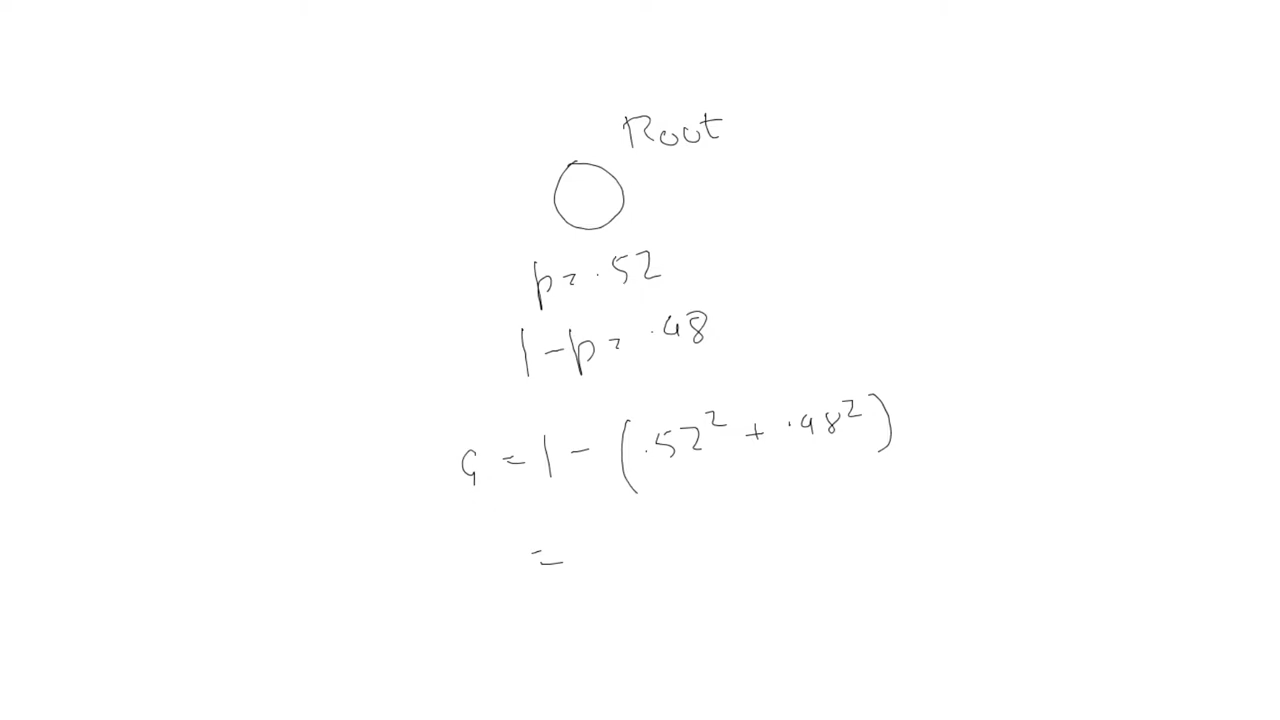 Root
p = .52
1 - p = .48
G = 1 - (.52² + .48²)
=